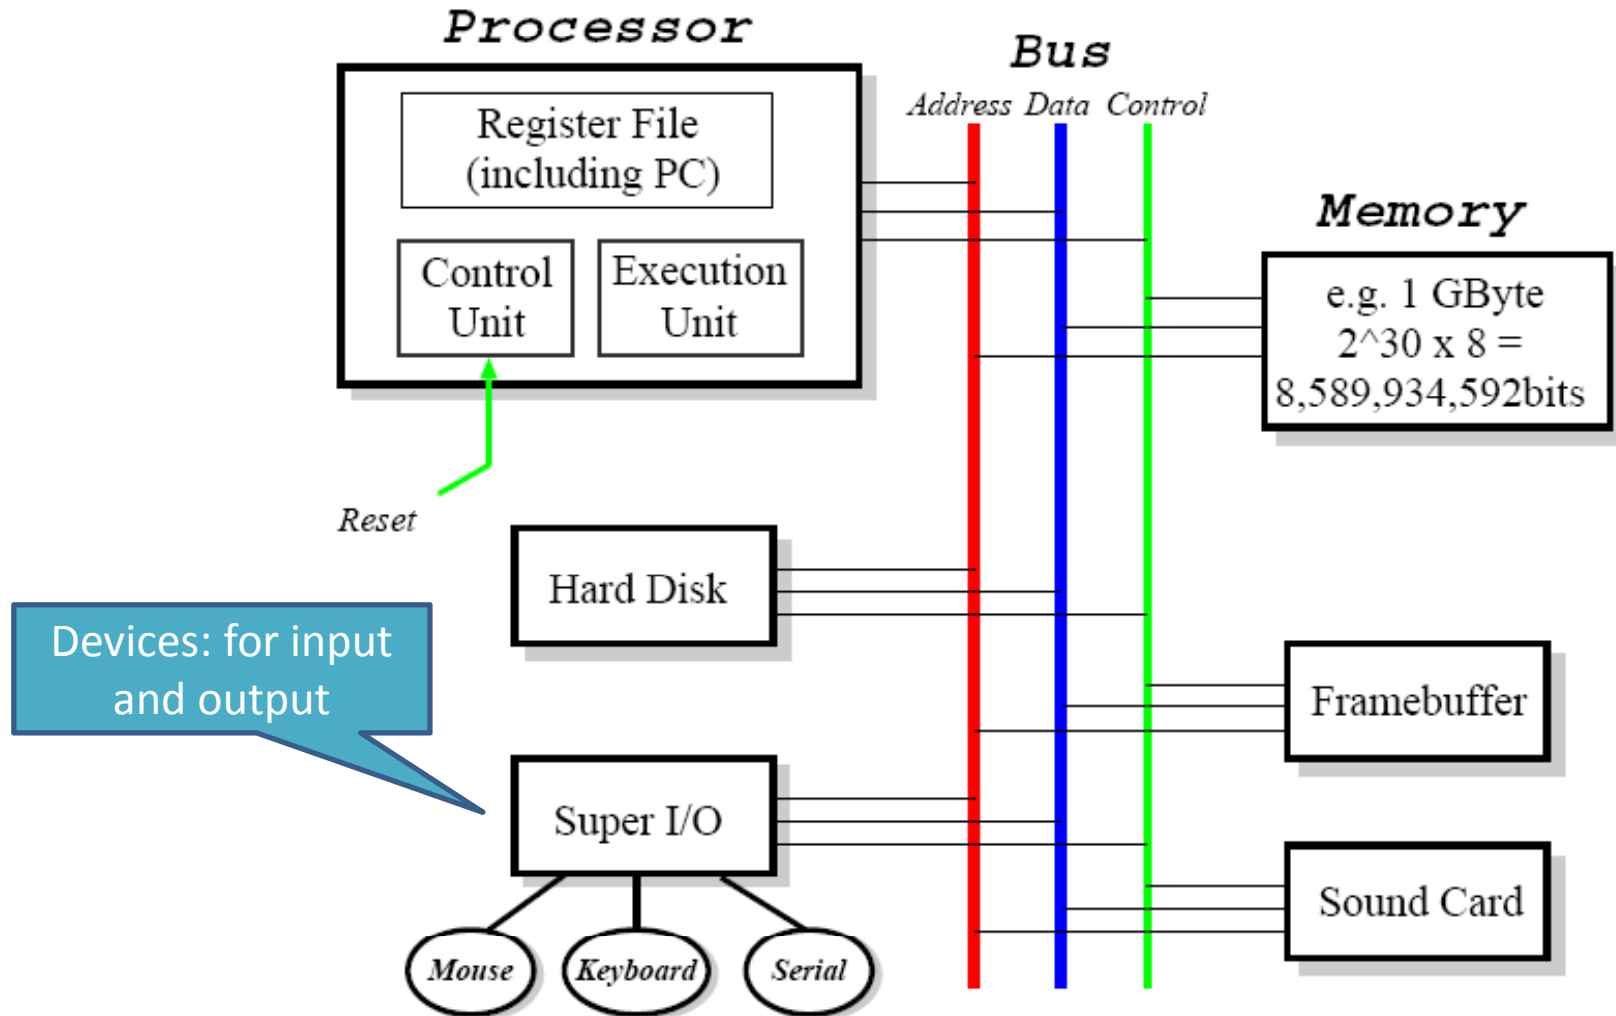 Processor
Register File
(including PC)
Control
Unit
Execution
Unit
Reset
Bus
Address Data Control
Memory
e.g. 1 GByte
2^30 x 8 =
8,589,934,592bits
Hard Disk
Devices: for input
and output
Framebuffer
Super I/O
Sound Card
Mouse
Keyboard
Serial